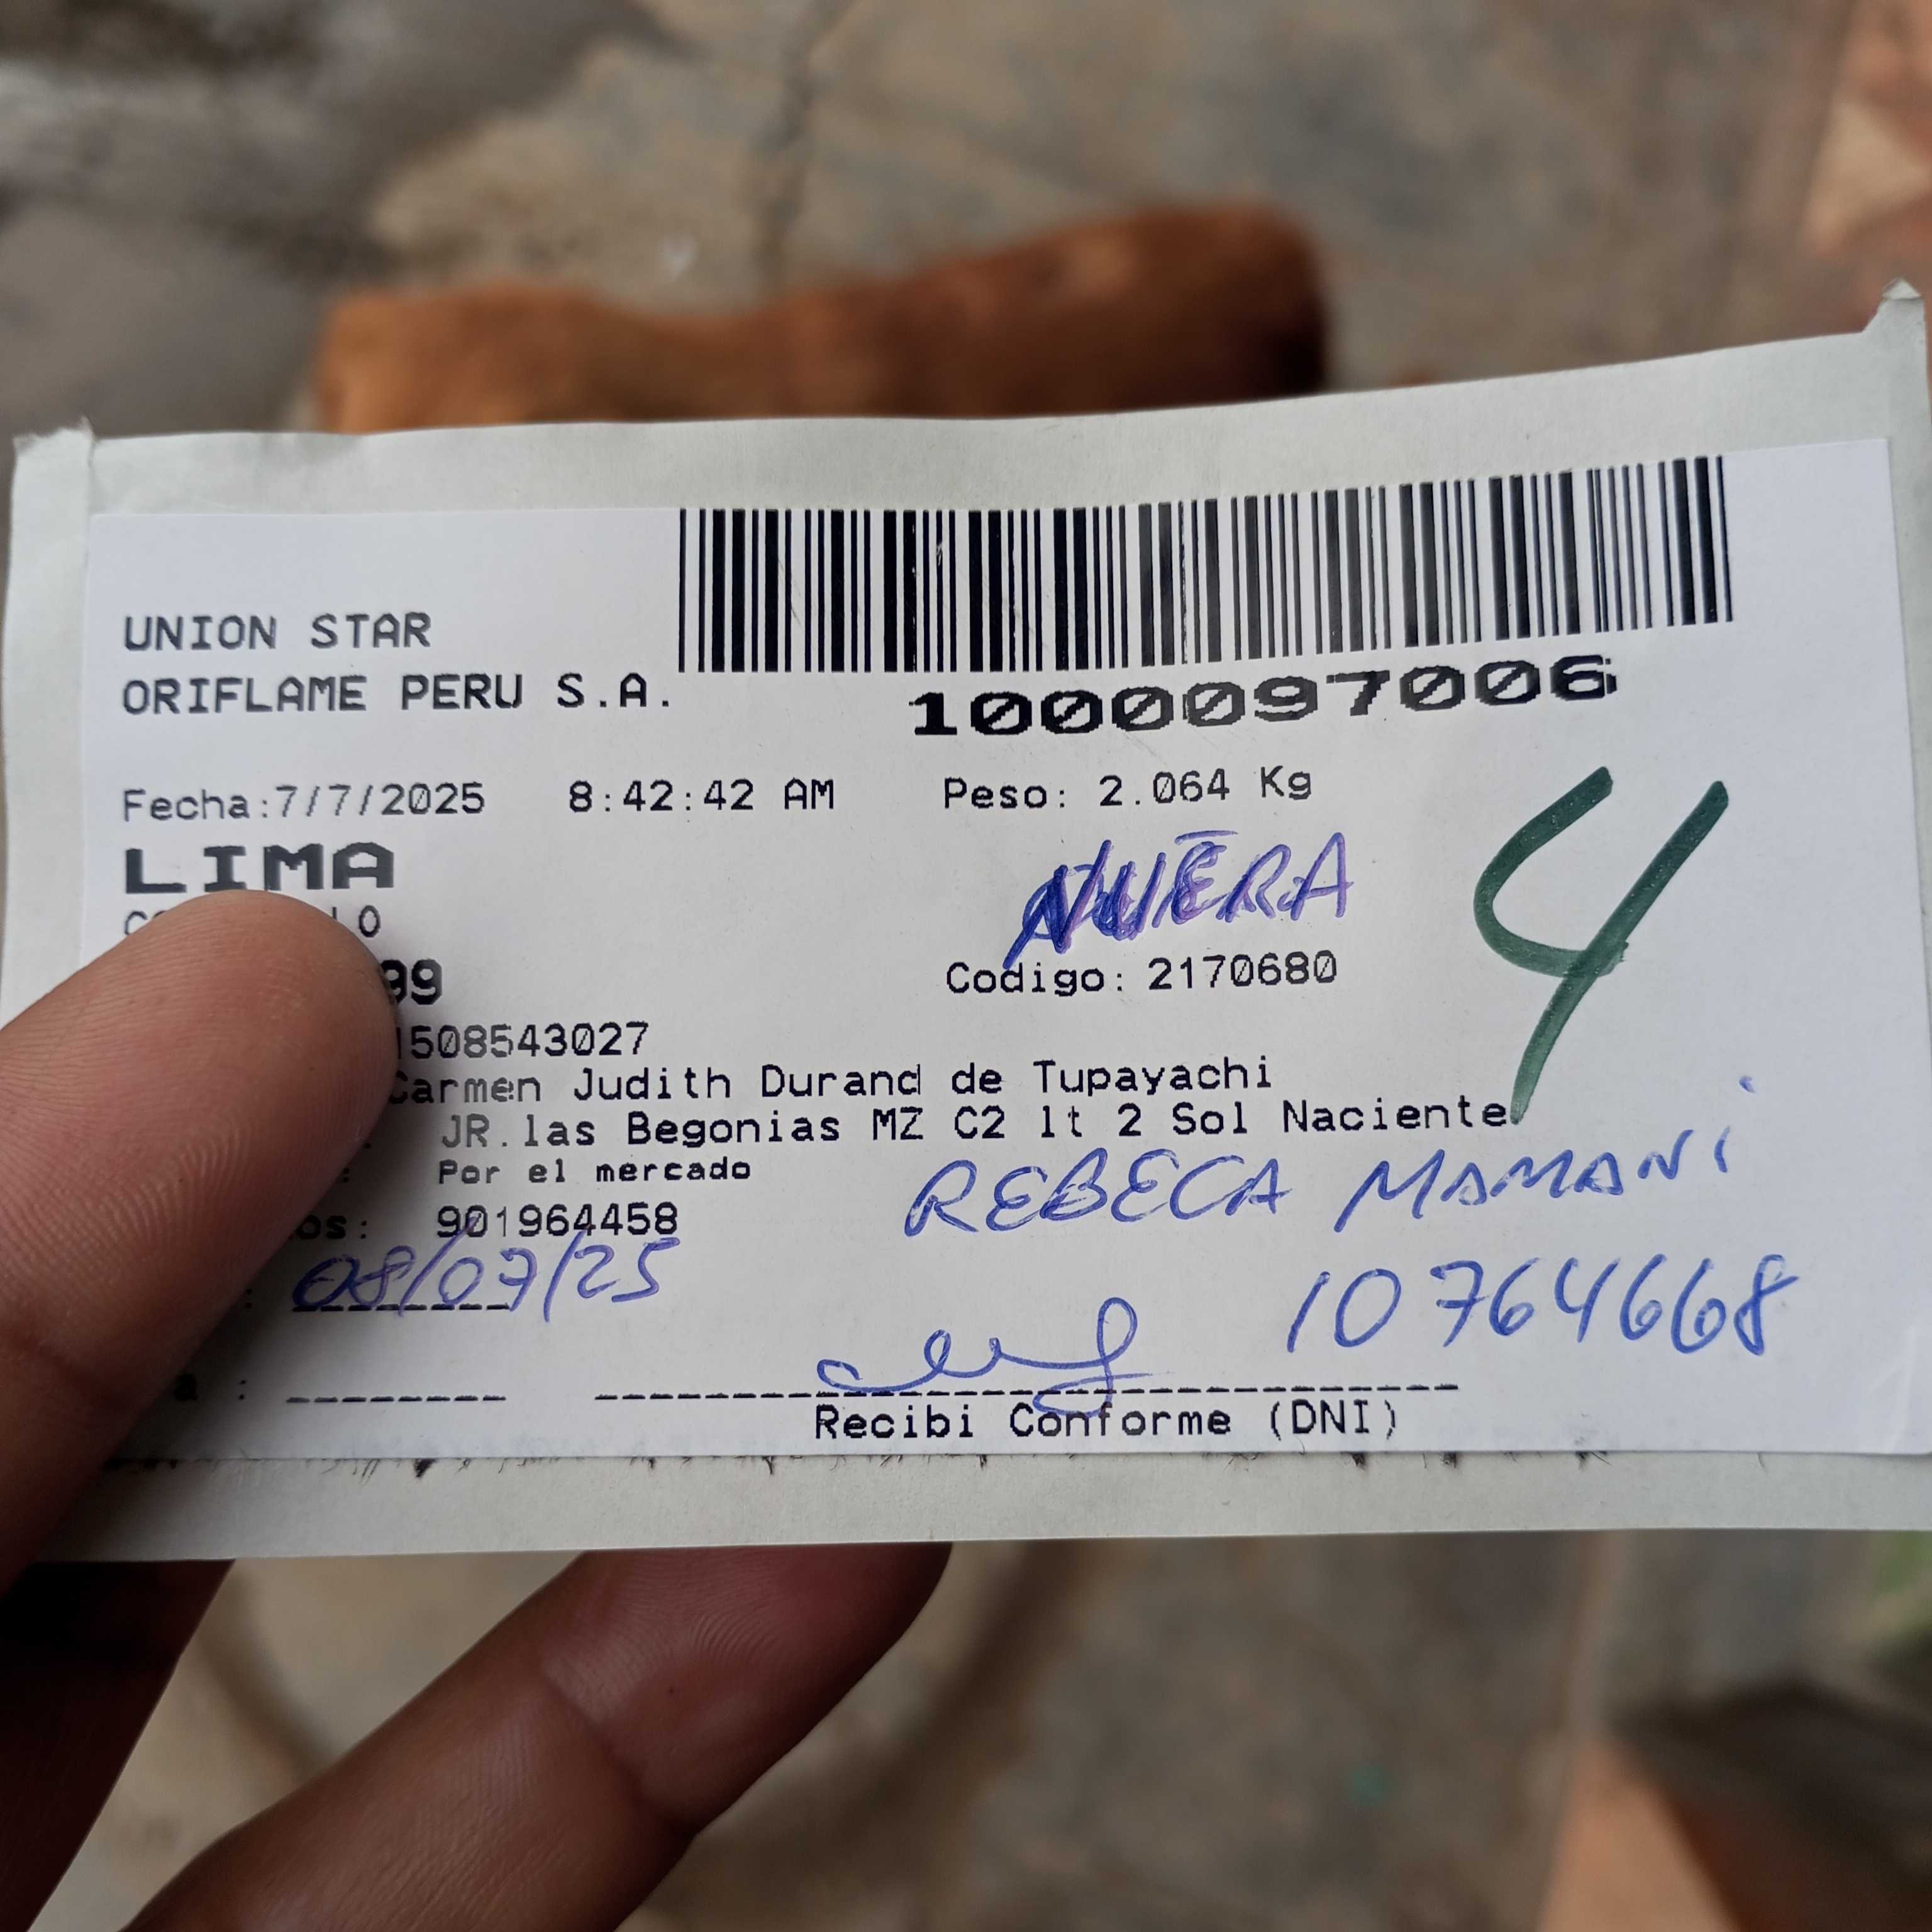 UNION STAR
ORIFLAME PERU S.A.
1000097006
Fecha:7/7/2025 8:42:42 AM Peso: 2.064 Kg
LIMA
NUERA
4
99
Codigo: 2170680
1508543027
Carmen Judith Durand de Tupayachi
JR.las Begonias MZ C2 lt 2 Sol Naciente
: Por el mercado
REBECA MAMANI
os: 901964458
: 08/07/25
10764668
a : --------
Recibi Conforme (DNI)